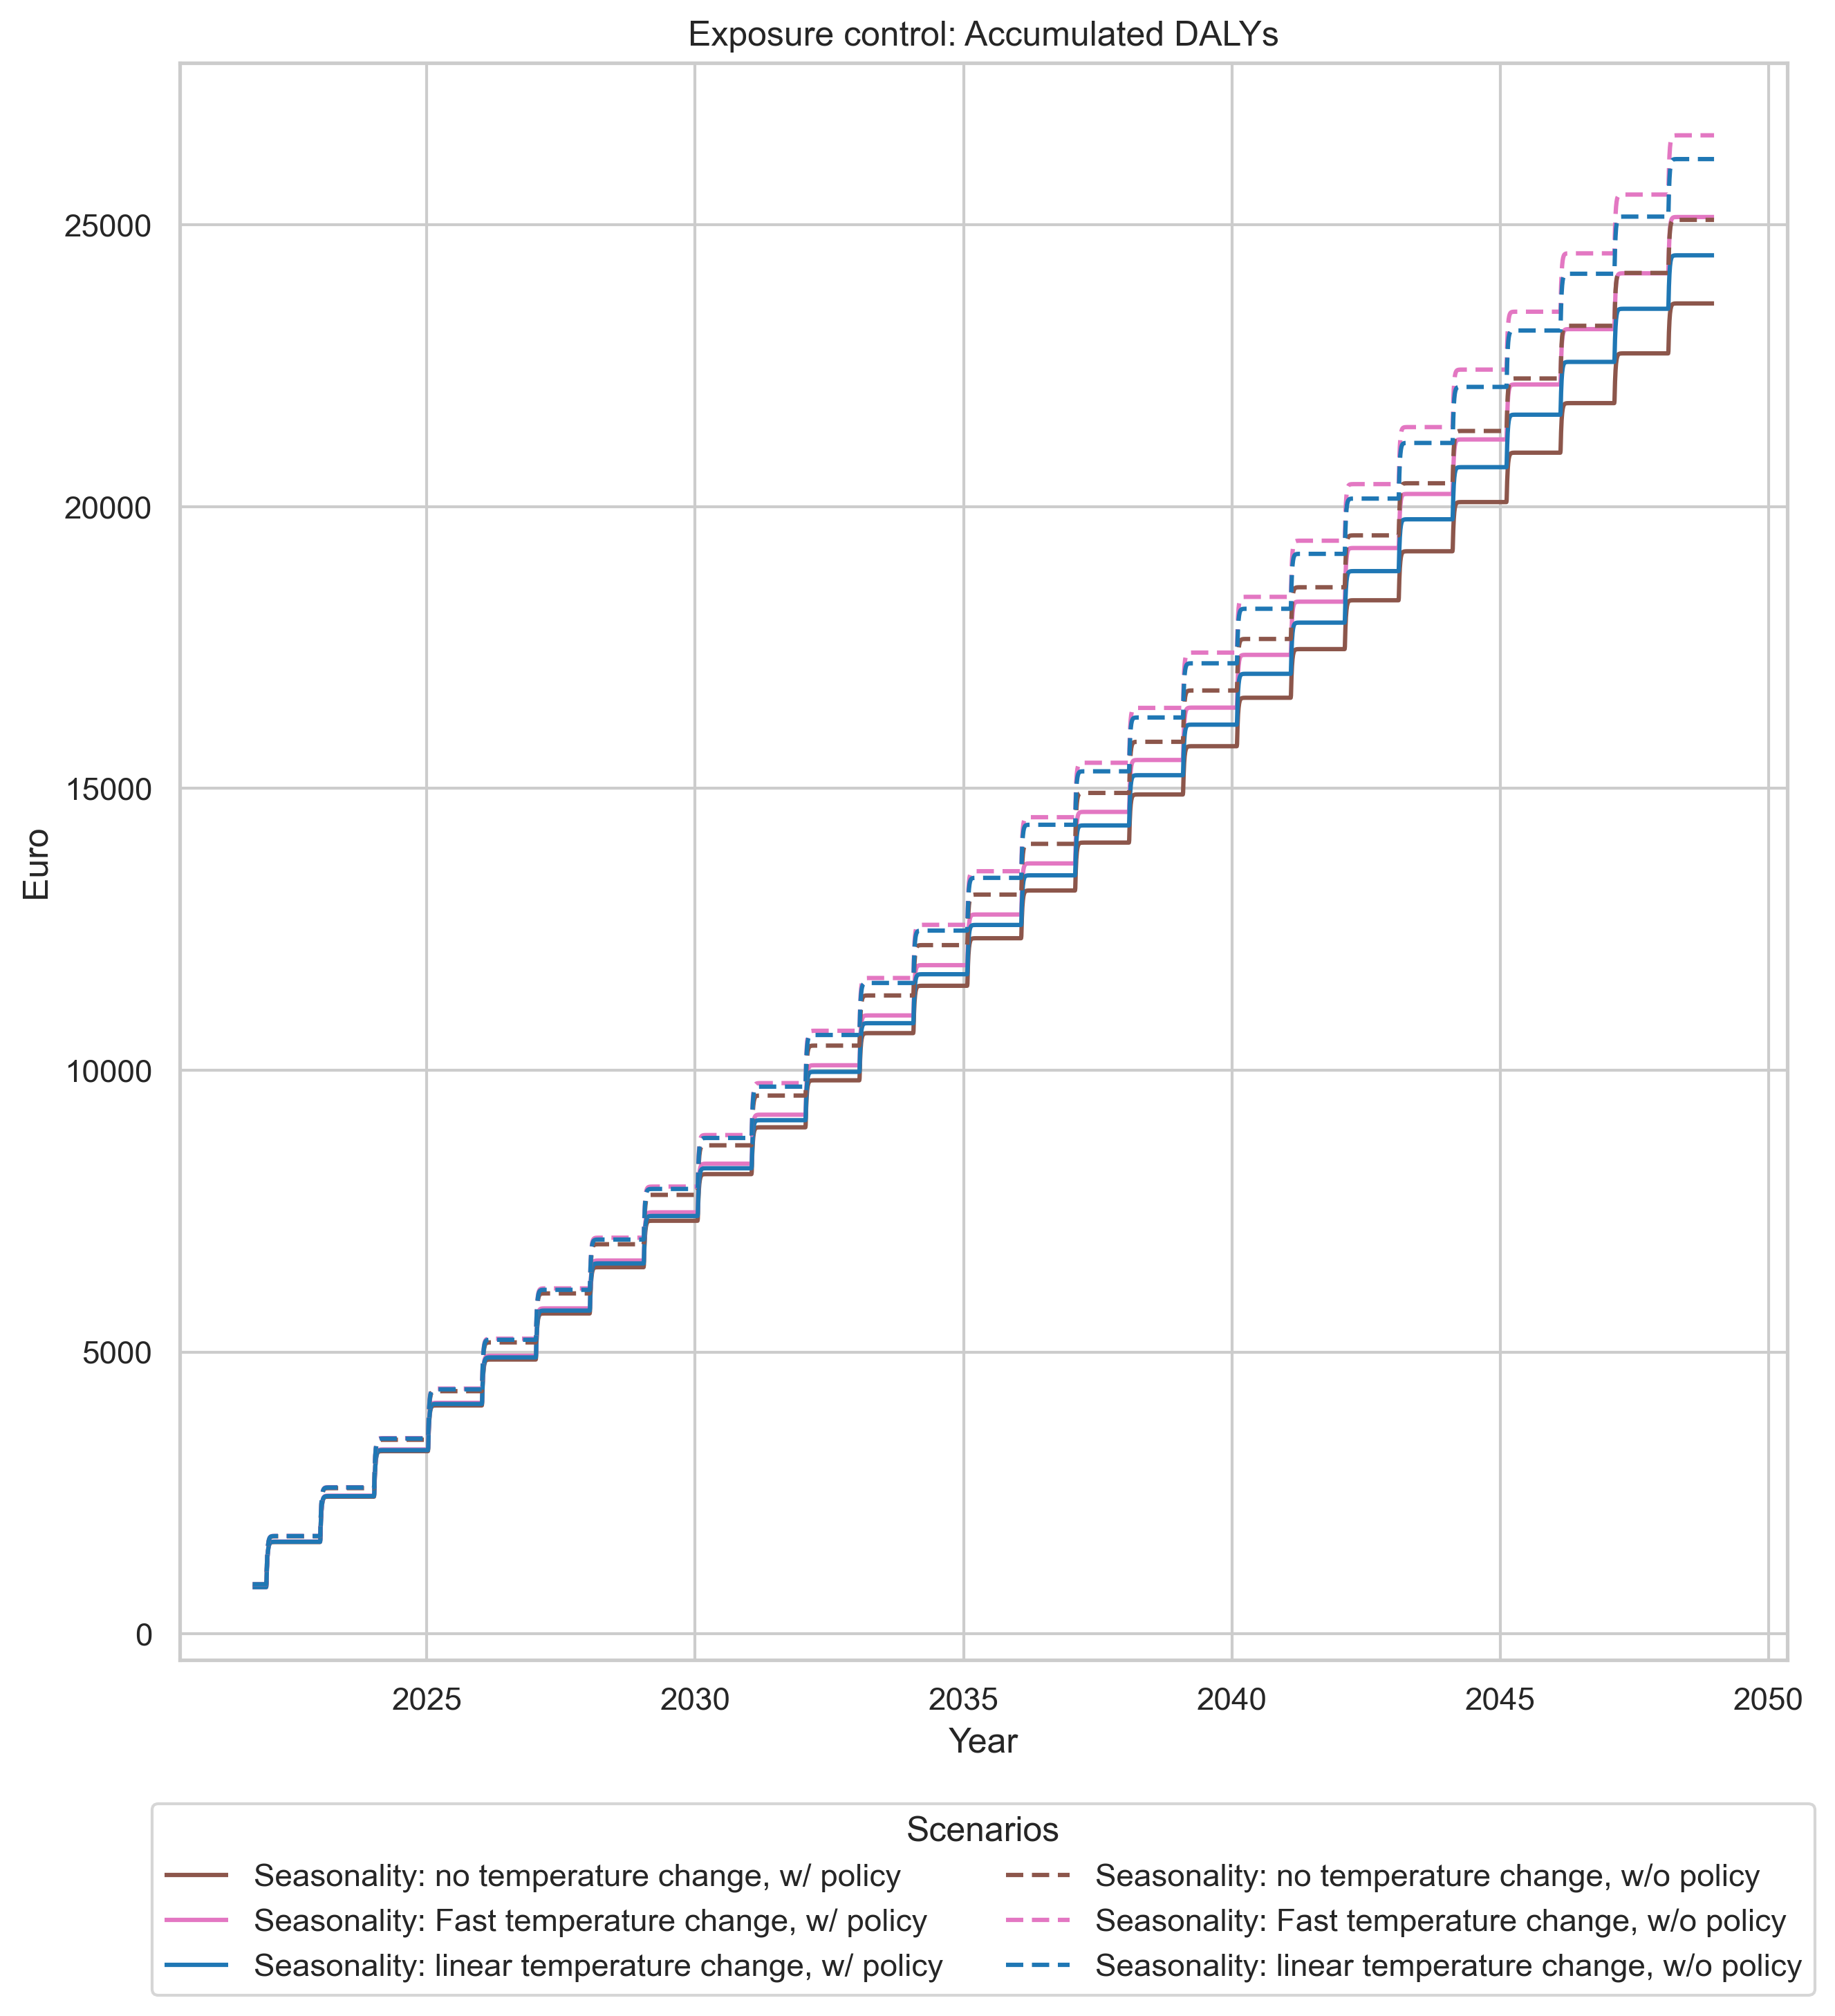 Exposure control: Accumulated DALYs
25000
20000
15000
10000
5000
0
Euro
2025 2030 2035 2040 2045 2050
Year
Scenarios
Seasonality: no temperature change, w/ policy
Seasonality: Fast temperature change, w/ policy
Seasonality: linear temperature change, w/ policy
Seasonality: no temperature change, w/o policy
Seasonality: Fast temperature change, w/o policy
Seasonality: linear temperature change, w/o policy